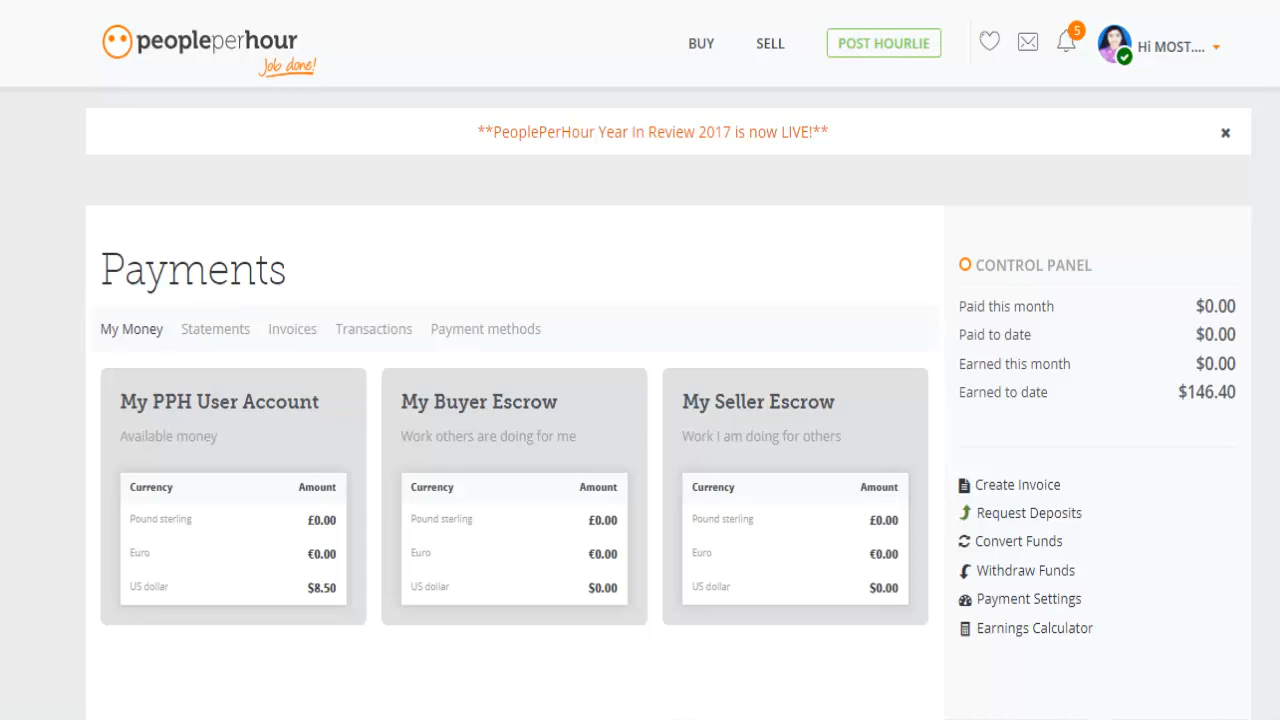 peopleperhour
Job done!
BUY SELL POST HOURLIE 5 Hi MOST....
**PeoplePerHour Year In Review 2017 is now LIVE!**
Payments
My Money Statements Invoices Transactions Payment methods
My PPH User Account
Available money
Currency Amount
Pound sterling £0.00
Euro €0.00
US dollar $8.50
My Buyer Escrow
Work others are doing for me
Currency Amount
Pound sterling £0.00
Euro €0.00
US dollar $0.00
My Seller Escrow
Work I am doing for others
Currency Amount
Pound sterling £0.00
Euro €0.00
US dollar $0.00
CONTROL PANEL
Paid this month $0.00
Paid to date $0.00
Earned this month $0.00
Earned to date $146.40
Create Invoice
Request Deposits
Convert Funds
Withdraw Funds
Payment Settings
Earnings Calculator